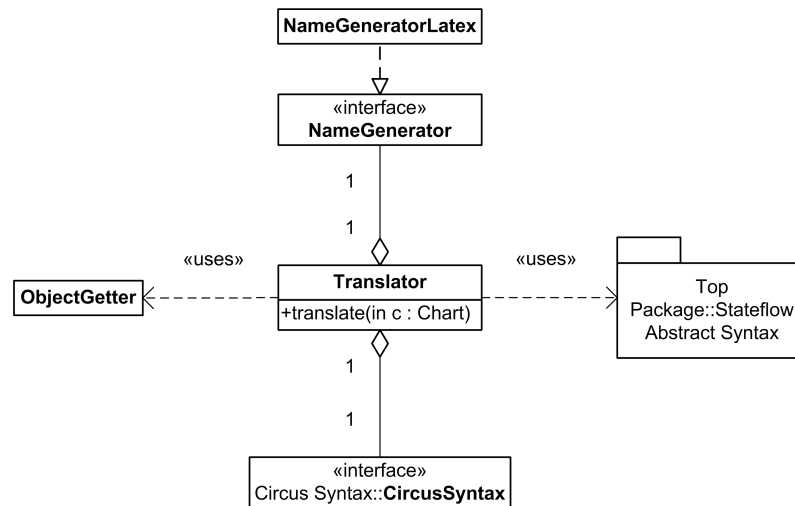 NameGeneratorLatex
«interface»
NameGenerator
1
1
«uses»
«uses»
ObjectGetter
Translator
+translate(in c : Chart)
Top
Package::Stateflow
Abstract Syntax
1
1
«interface»
Circus Syntax::CircusSyntax